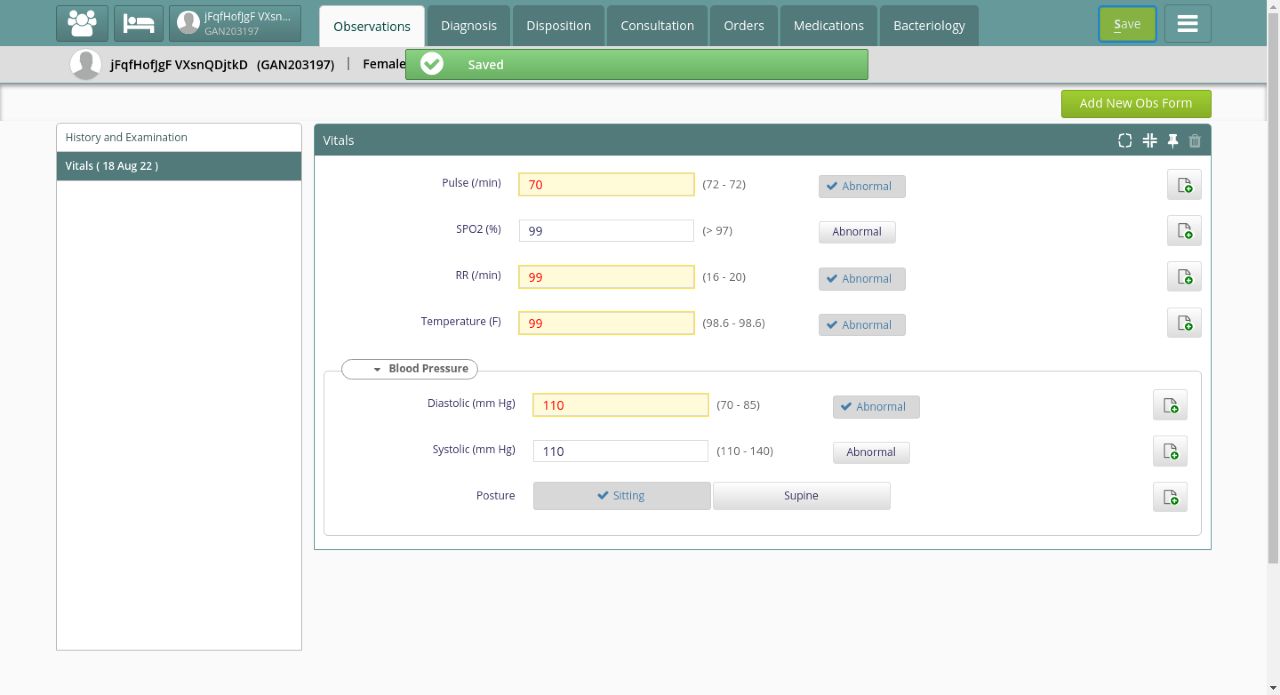 jFqfHofJgF VXsn...
GAN203197
Observations
Diagnosis
Disposition
Consultation
Orders
Medications
Bacteriology
Save
jFqfHofJgF VXsnQDjtkD (GAN203197) | Female
Saved
Add New Obs Form
History and Examination
Vitals ( 18 Aug 22 )
Vitals
Pulse (/min) 70 (72 - 72) Abnormal
SPO2 (%) 99 (> 97) Abnormal
RR (/min) 99 (16 - 20) Abnormal
Temperature (F) 99 (98.6 - 98.6) Abnormal
Blood Pressure
Diastolic (mm Hg) 110 (70 - 85) Abnormal
Systolic (mm Hg) 110 (110 - 140) Abnormal
Posture Sitting Supine